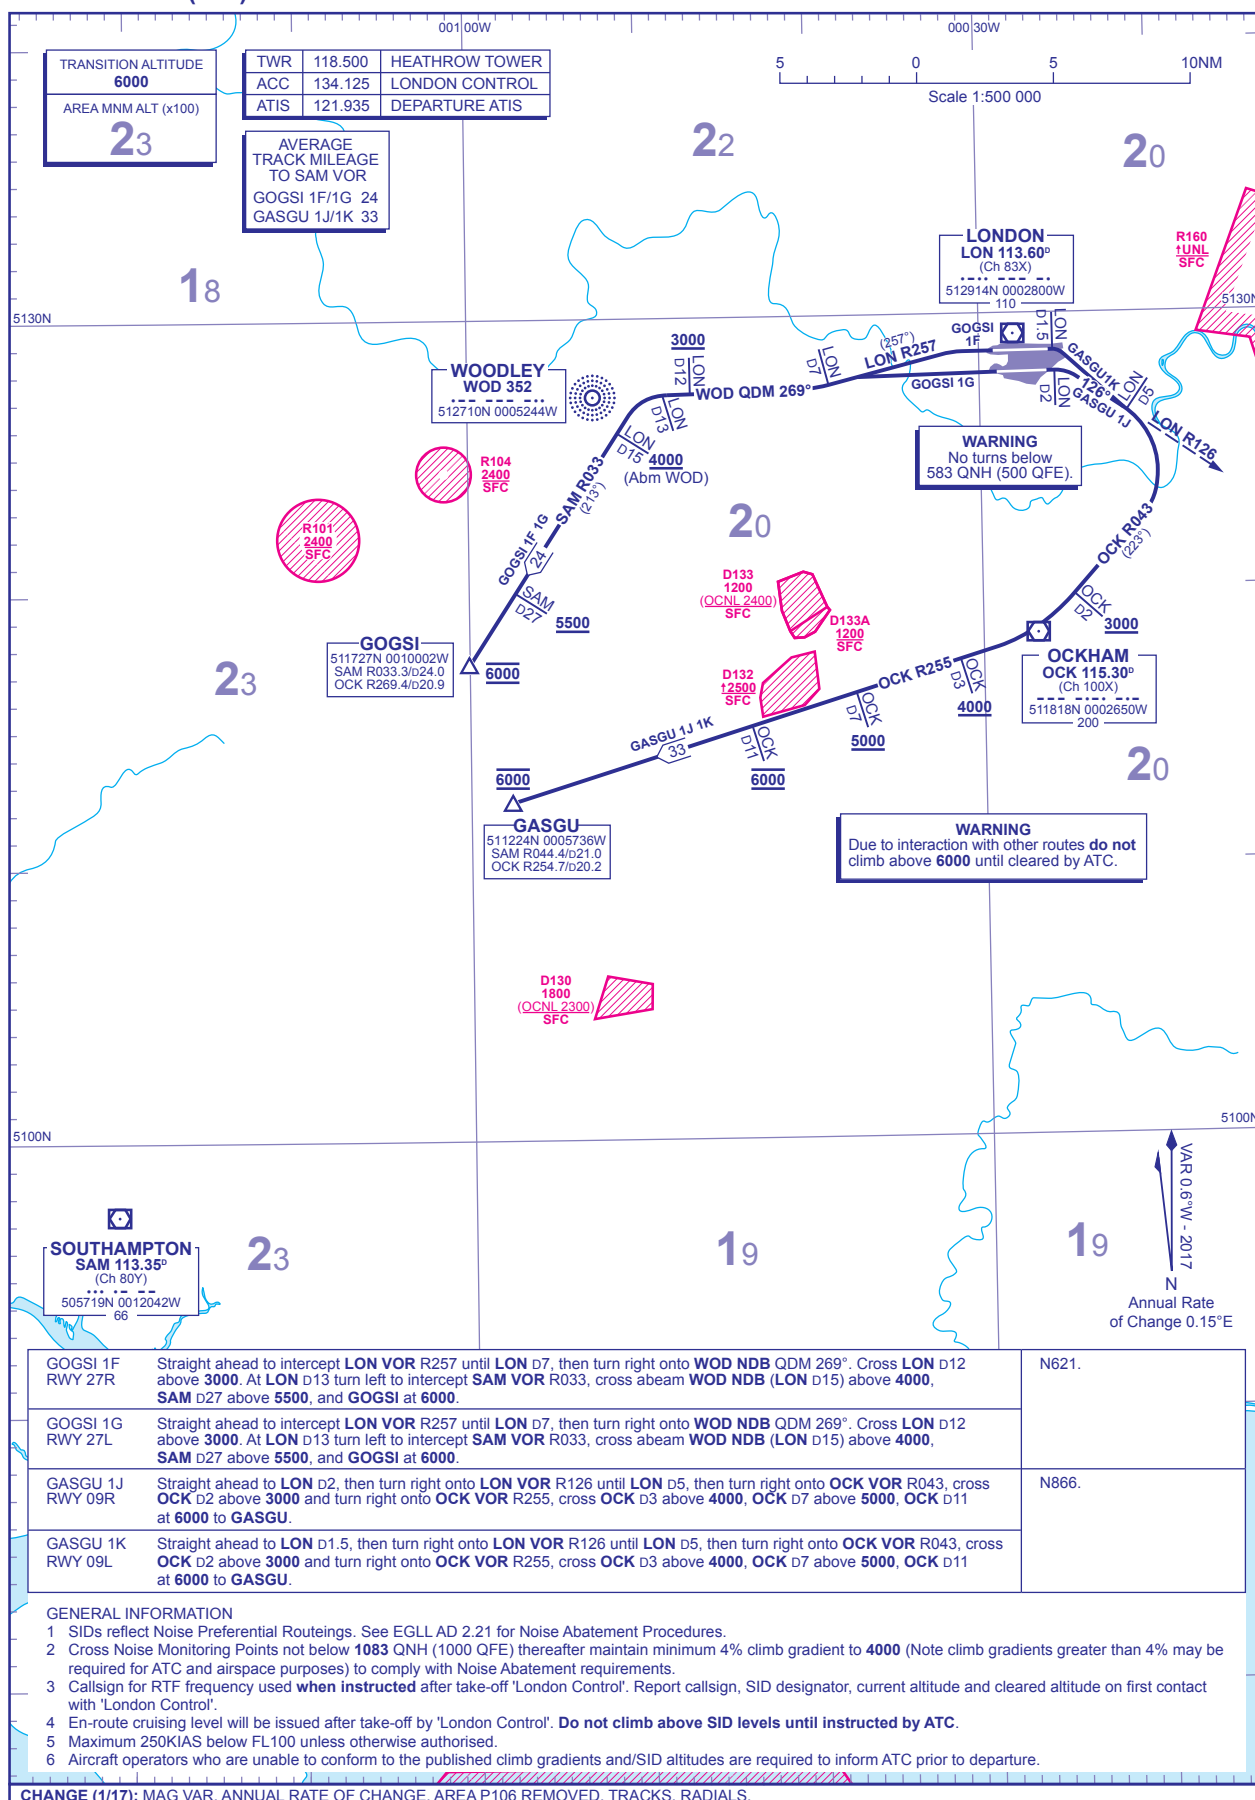 001.00W
000.30W
TRANSITION ALTITUDE
6000
AREA MNM ALT (x100)
23
TWR 118.500 HEATHROW TOWER
ACC 134.125 LONDON CONTROL
ATIS 121.935 DEPARTURE ATIS
5 0 5 10NM
Scale 1:500 000
AVERAGE
TRACK MILEAGE
TO SAM VOR
GOGSI 1F/1G 24
GASGU 1J/1K 33
22
20
18
LONDON
LON 113.60D
(Ch 83X)
512914N 0002800W
110
R160
↑UNL
SFC
5130N
5130N
WOODLEY
WOD 352
512710N 0005244W
3000
LON
D12
LON
D13
WOD QDM 269°
LON
D7
(257°)
LON R257
GOGSI
1F
GOGSI 1G
LON
D1.5
LON
D2
GASGU1K
126°
GASGU 1J
LON
D5
LON R126
LON
D15
4000
(Abm WOD)
WARNING
No turns below
583 QNH (500 QFE).
R104
2400
SFC
R101
2400
SFC
SAM R033
(213°)
GOGSI 1F 1G
24
SAM
D27
5500
20
OCK R043
(223°)
D133
1200
(OCNL 2400)
SFC
D133A
1200
SFC
OCK
D2
3000
GOGSI
511727N 0010002W
SAM R033.3/D24.0
OCK R269.4/D20.9
6000
23
D132
↑2500
SFC
OCKHAM
OCK 115.30D
(Ch 100X)
511818N 0002650W
200
OCK R255
OCK
D3
4000
OCK
D7
5000
OCK
D11
6000
GASGU 1J 1K
33
20
6000
GASGU
511224N 0005736W
SAM R044.4/D21.0
OCK R254.7/D20.2
WARNING
Due to interaction with other routes do not
climb above 6000 until cleared by ATC.
D130
1800
(OCNL 2300)
SFC
5100N
5100N
VAR 0.6°W - 2017
N
Annual Rate
of Change 0.15°E
SOUTHAMPTON
SAM 113.35D
(Ch 80Y)
505719N 0012042W
66
23
19
19
GOGSI 1F Straight ahead to intercept LON VOR R257 until LON D7, then turn right onto WOD NDB QDM 269°. Cross LON D12 N621.
RWY 27R above 3000. At LON D13 turn left to intercept SAM VOR R033, cross abeam WOD NDB (LON D15) above 4000,
SAM D27 above 5500, and GOGSI at 6000.
GOGSI 1G Straight ahead to intercept LON VOR R257 until LON D7, then turn right onto WOD NDB QDM 269°. Cross LON D12
RWY 27L above 3000. At LON D13 turn left to intercept SAM VOR R033, cross abeam WOD NDB (LON D15) above 4000,
SAM D27 above 5500, and GOGSI at 6000.
GASGU 1J Straight ahead to LON D2, then turn right onto LON VOR R126 until LON D5, then turn right onto OCK VOR R043, cross N866.
RWY 09R OCK D2 above 3000 and turn right onto OCK VOR R255, cross OCK D3 above 4000, OCK D7 above 5000, OCK D11
at 6000 to GASGU.
GASGU 1K Straight ahead to LON D1.5, then turn right onto LON VOR R126 until LON D5, then turn right onto OCK VOR R043, cross
RWY 09L OCK D2 above 3000 and turn right onto OCK VOR R255, cross OCK D3 above 4000, OCK D7 above 5000, OCK D11
at 6000 to GASGU.
GENERAL INFORMATION
1 SIDs reflect Noise Preferential Routeings. See EGLL AD 2.21 for Noise Abatement Procedures.
2 Cross Noise Monitoring Points not below 1083 QNH (1000 QFE) thereafter maintain minimum 4% climb gradient to 4000 (Note climb gradients greater than 4% may be
required for ATC and airspace purposes) to comply with Noise Abatement requirements.
3 Callsign for RTF frequency used when instructed after take-off 'London Control'. Report callsign, SID designator, current altitude and cleared altitude on first contact
with 'London Control'.
4 En-route cruising level will be issued after take-off by 'London Control'. Do not climb above SID levels until instructed by ATC.
5 Maximum 250KIAS below FL100 unless otherwise authorised.
6 Aircraft operators who are unable to conform to the published climb gradients and/SID altitudes are required to inform ATC prior to departure.
CHANGE (1/17): MAG VAR. ANNUAL RATE OF CHANGE. AREA P106 REMOVED. TRACKS. RADIALS.